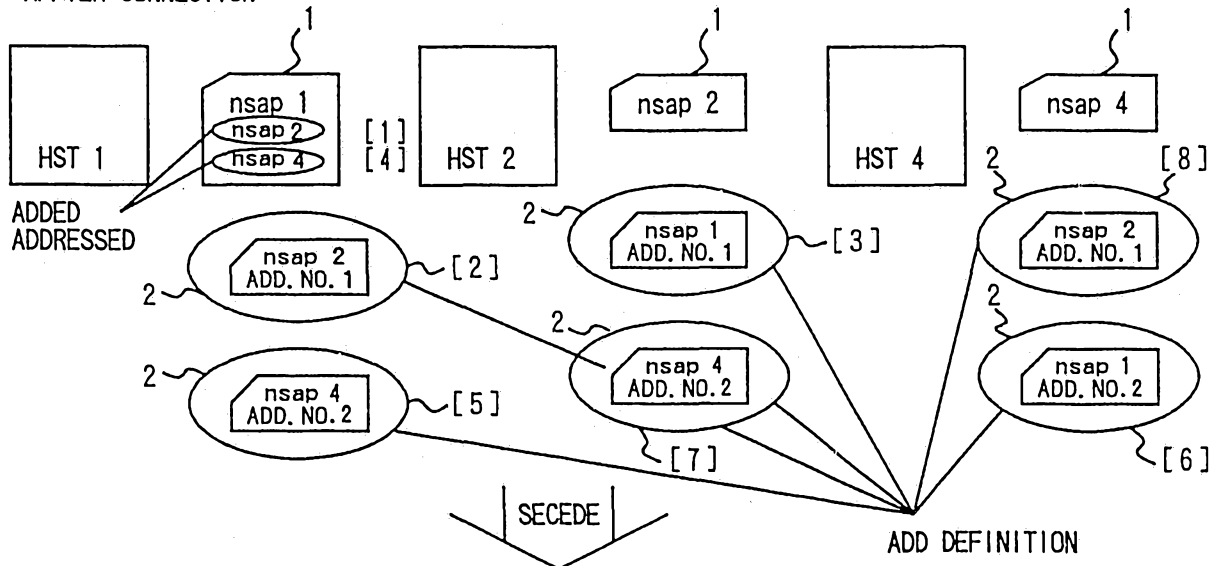 1
1
1
nsap 1
nsap 2
nsap 4
HST 1
[1]
[4]
HST 2
nsap 2
HST 4
nsap 4
ADDED
ADDRESSED
2
[8]
2
nsap 1
ADD. NO. 1
[3]
nsap 2
ADD. NO. 1
nsap 2
ADD. NO. 1
[2]
2
2
2
2
nsap 4
ADD. NO. 2
[5]
nsap 4
ADD. NO. 2
[7]
nsap 1
ADD. NO. 2
[6]
SECEDE
ADD DEFINITION